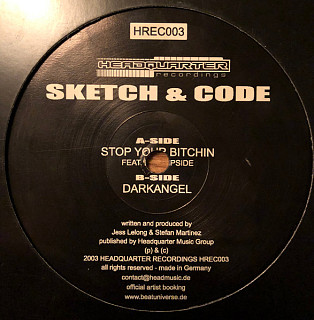 HREC003
HEADQUARTER
recordings
SKETCH & CODE
A-SIDE
STOP YOUR BITCHIN
FEAT. PSIDE
B-SIDE
DARKANGEL
written and produced by
Jess Lelong & Stefan Martinez
published by Headquarter Music Group
(p) & (c)
2003 HEADQUARTER RECORDINGS HREC003
all rights reserved - made in Germany
contact@headmusic.de
official artist booking
www.beatuniverse.de